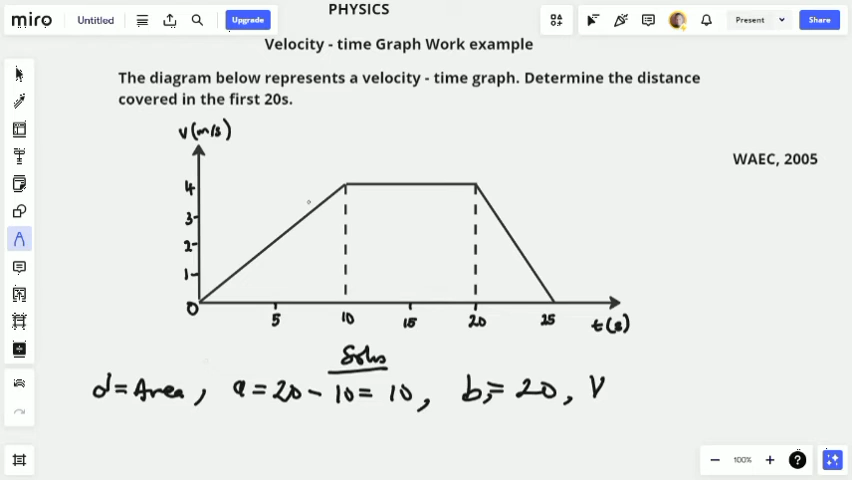 PHYSICS
miro Untitled Upgrade Present Share
Velocity - time Graph Work example
The diagram below represents a velocity - time graph. Determine the distance
covered in the first 20s.
V(m/s)
WAEC, 2005
4
3
2
1
0
5 10 15 20 25 t(s)
Soln
d = Area, a = 20 - 10 = 10, b = 20, V
100%